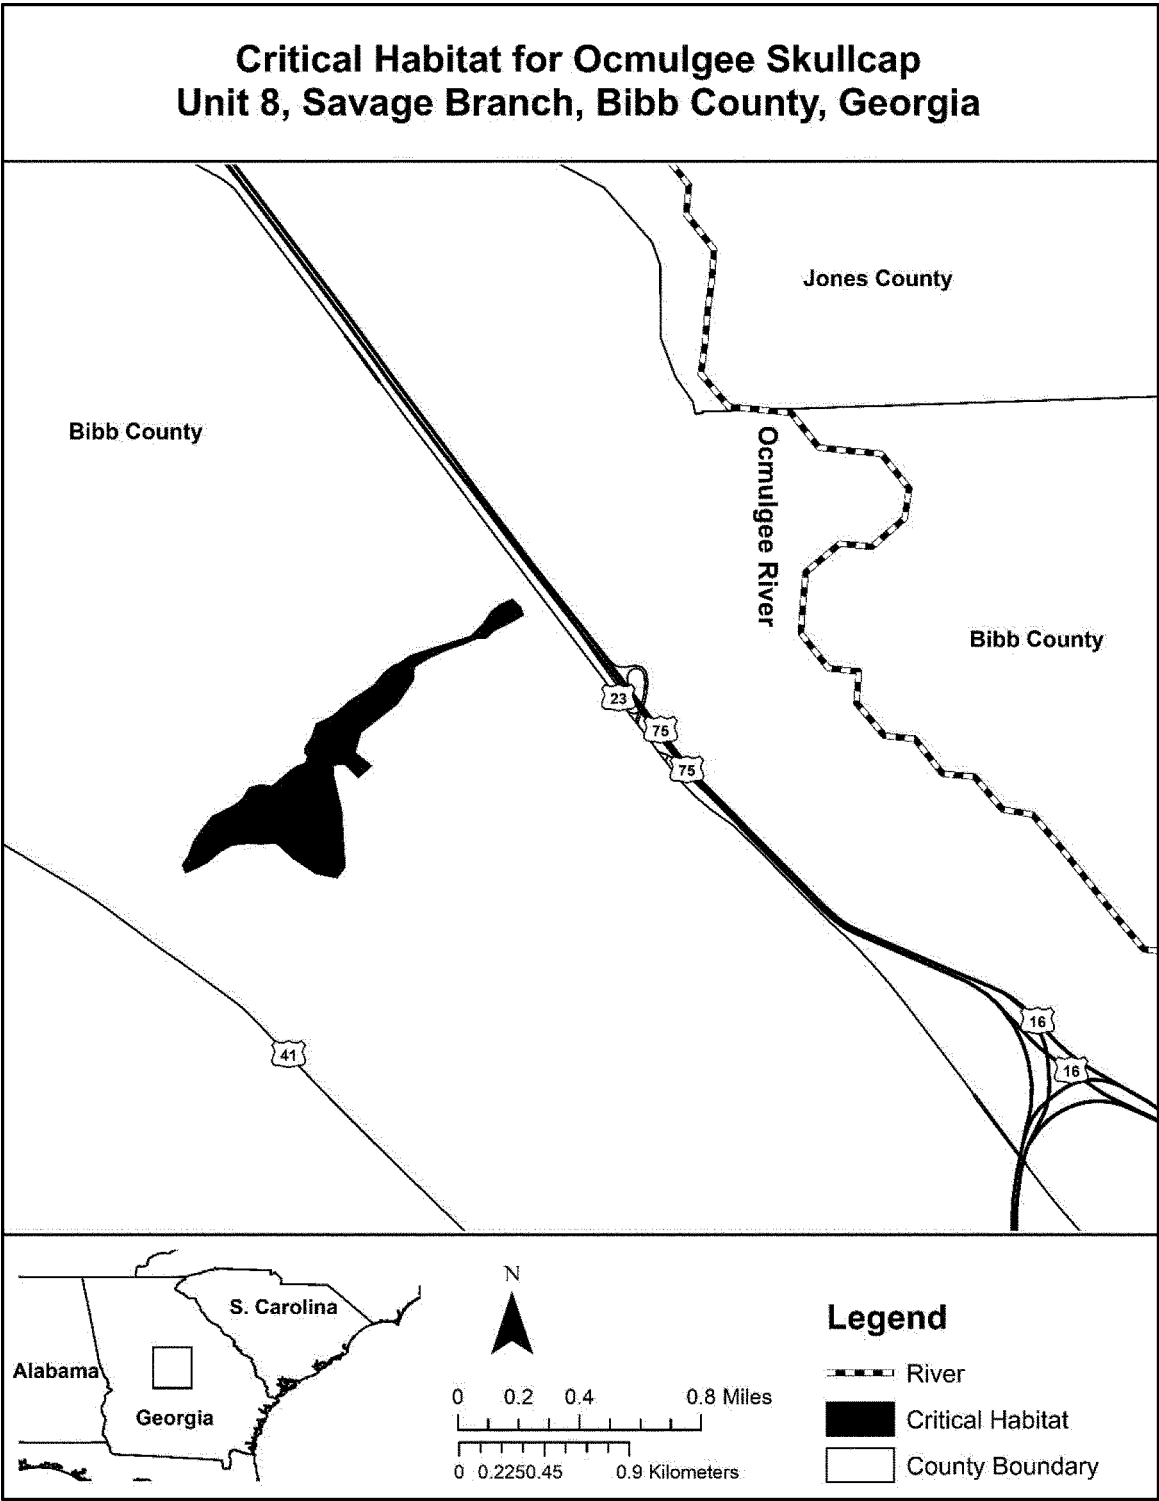 Critical Habitat for Ocmulgee Skullcap
Unit 8, Savage Branch, Bibb County, Georgia
Jones County
Bibb County
Ocmulgee River
Bibb County
23
75
75
16
16
41
S. Carolina
Alabama
Georgia
N
0 0.2 0.4 0.8 Miles
0 0.2250.45 0.9 Kilometers
Legend
River
Critical Habitat
County Boundary